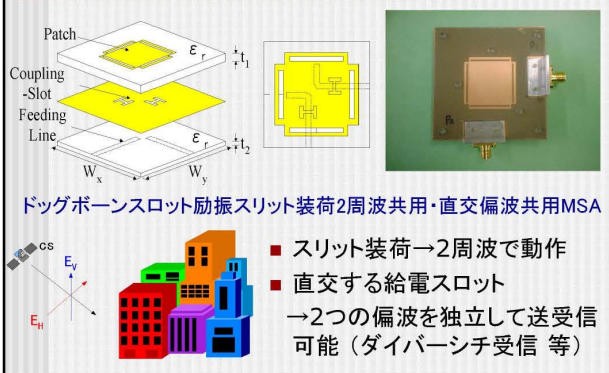 Patch
εr
t1
Coupling
-Slot
Feeding
Line
εr
t2
Wx
Wy
ドッグボーンスロット励振スリット装荷2周波共用・直交偏波共用MSA
CS
EV
EH
■ スリット装荷→2周波で動作
■ 直交する給電スロット
→2つの偏波を独立して送受信
可能（ダイバーシチ受信 等）